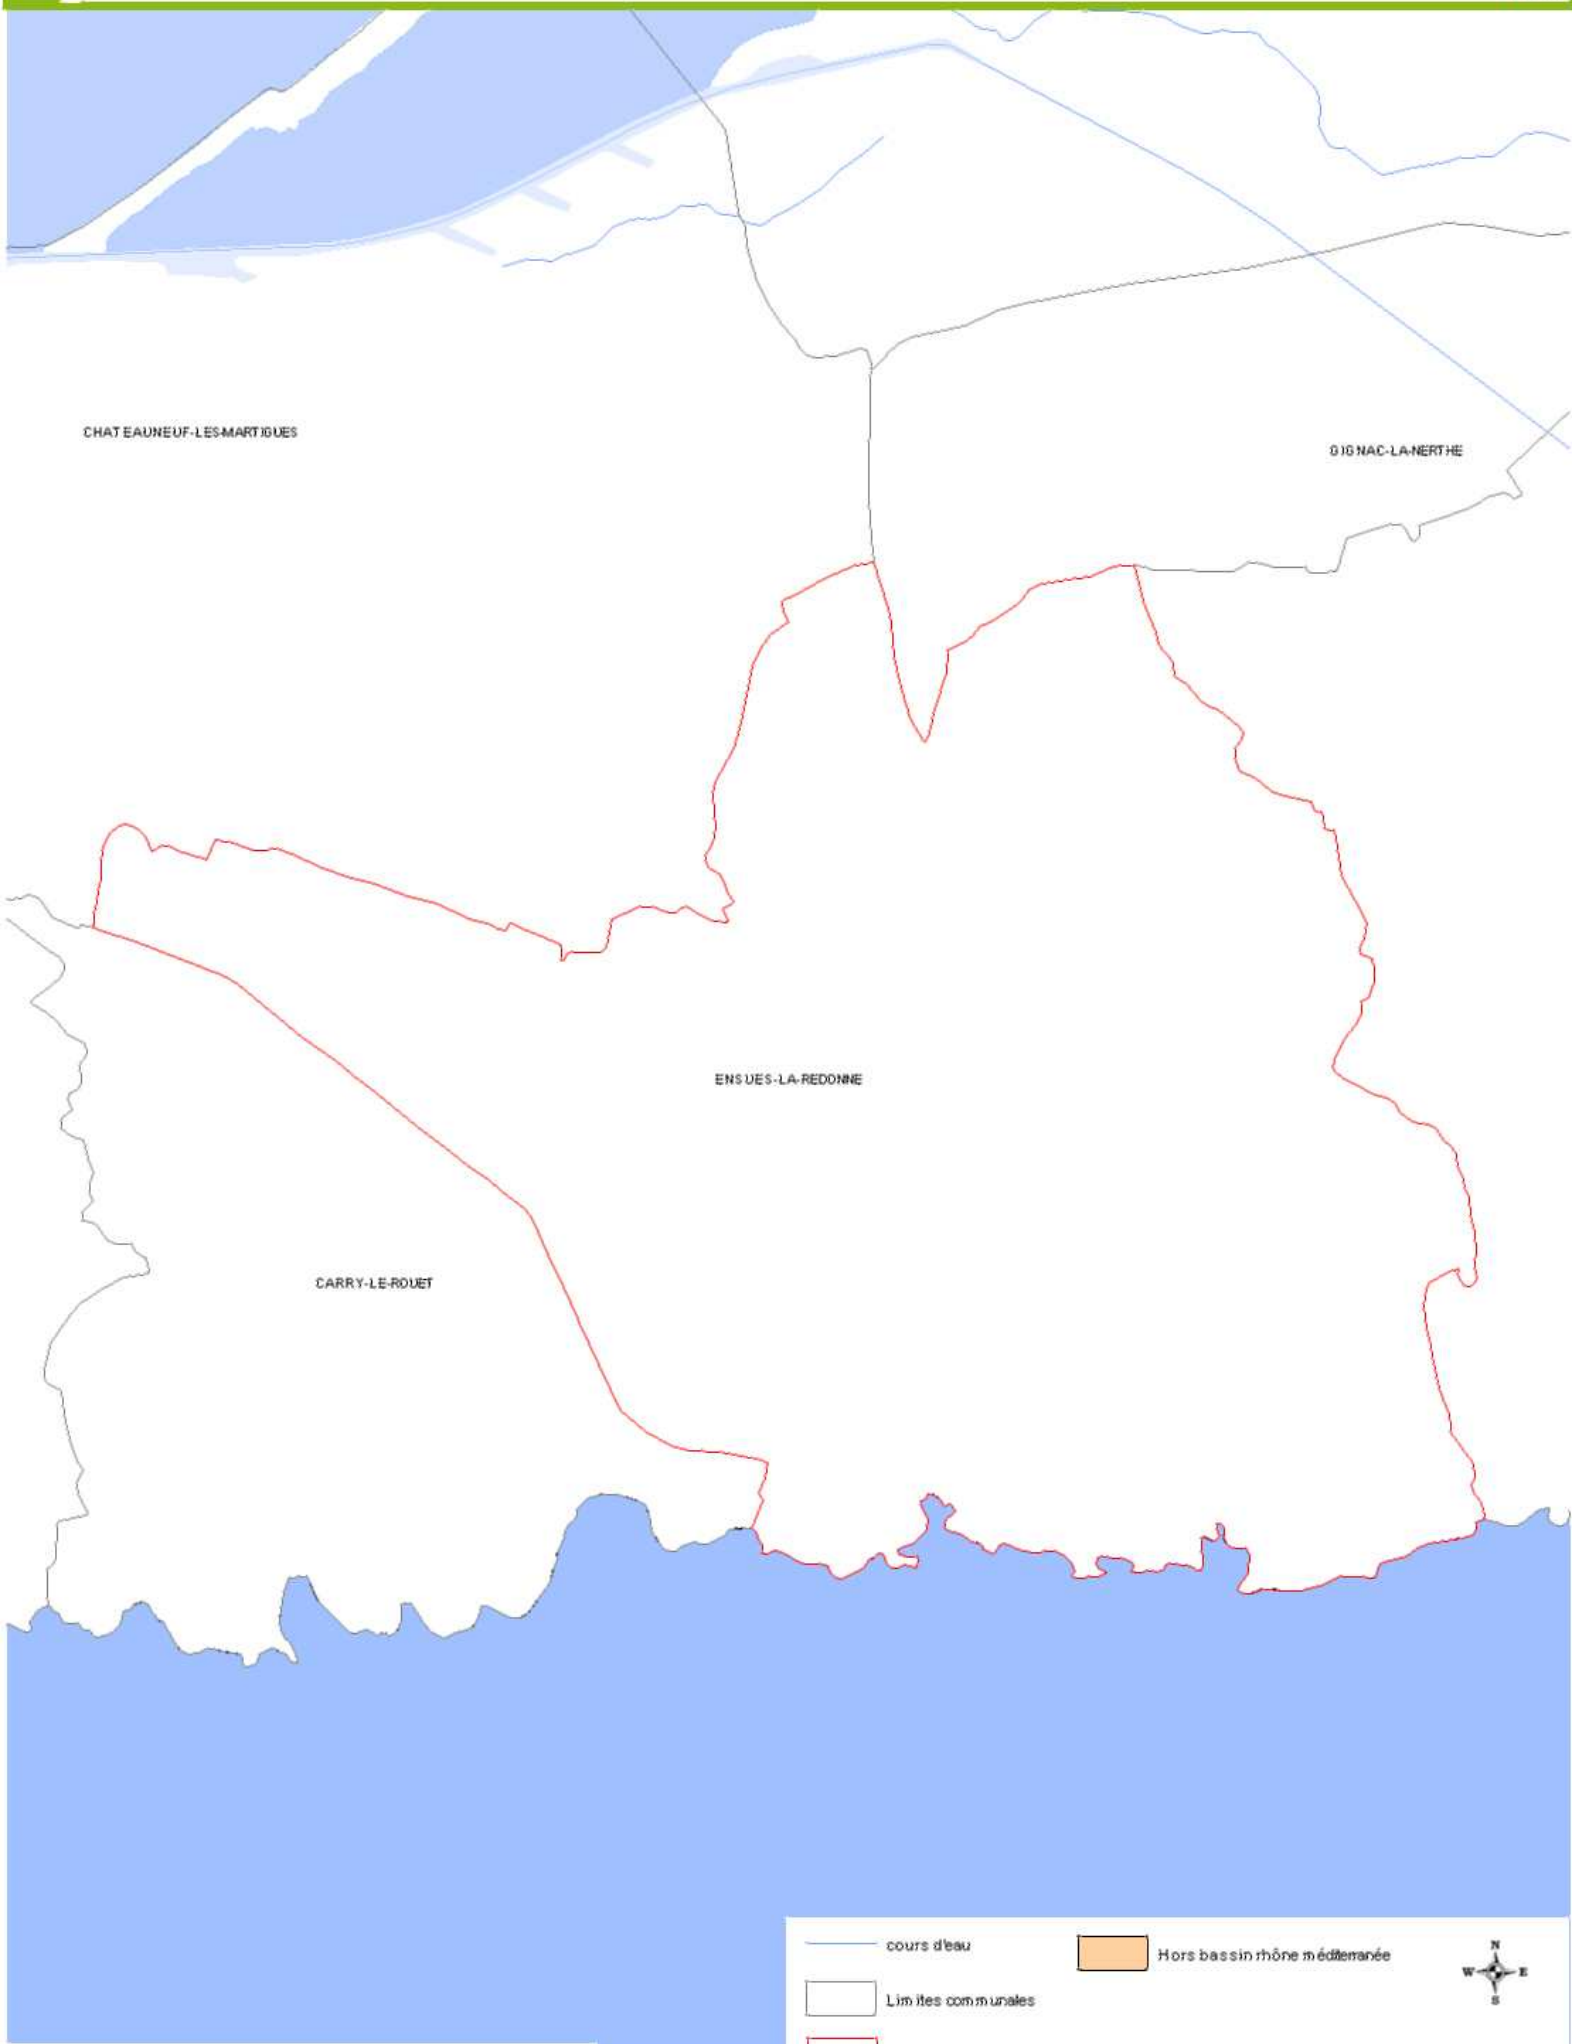 CHATEAUNEUF-LES-MARTIGUES
GIGNAC-LA-NERTHE
ENSUES-LA-REDONNE
CARRY-LE-ROUET
cours d'eau
Hors bassin rhône méditerranée
Limites communales
N
W E
S